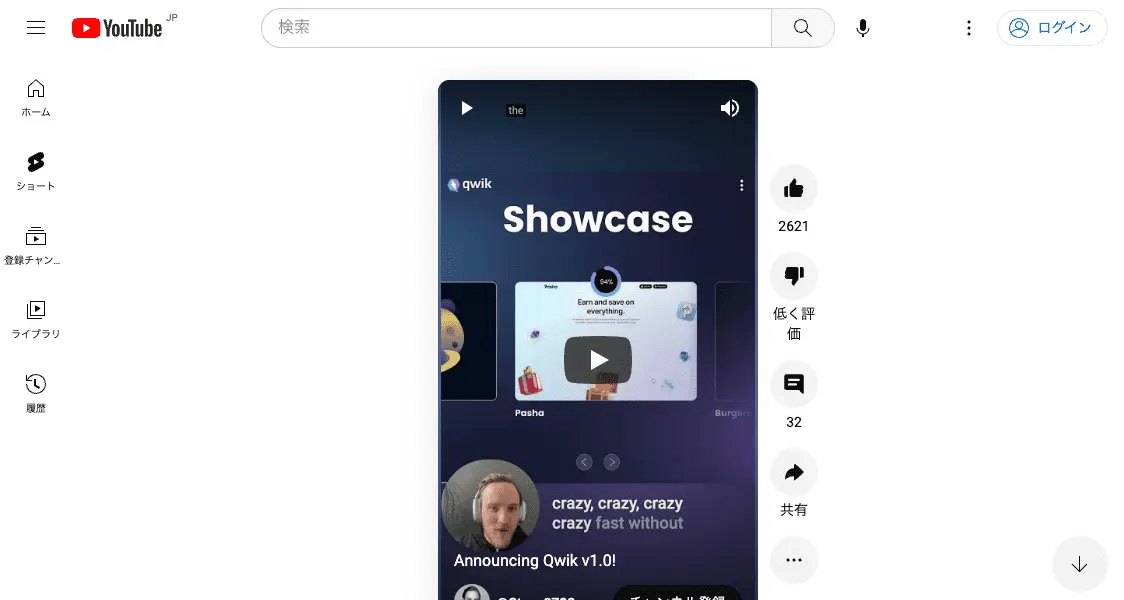 YouTube JP
検索
ログイン
ホーム
ショート
登録チャン...
ライブラリ
履歴
the
qwik
Showcase
94%
Pasha
Earn and save on
everything.
Pasha
crazy, crazy, crazy
crazy fast without
Announcing Qwik v1.0!
チャンネル登録
2621
低く評
価
32
共有